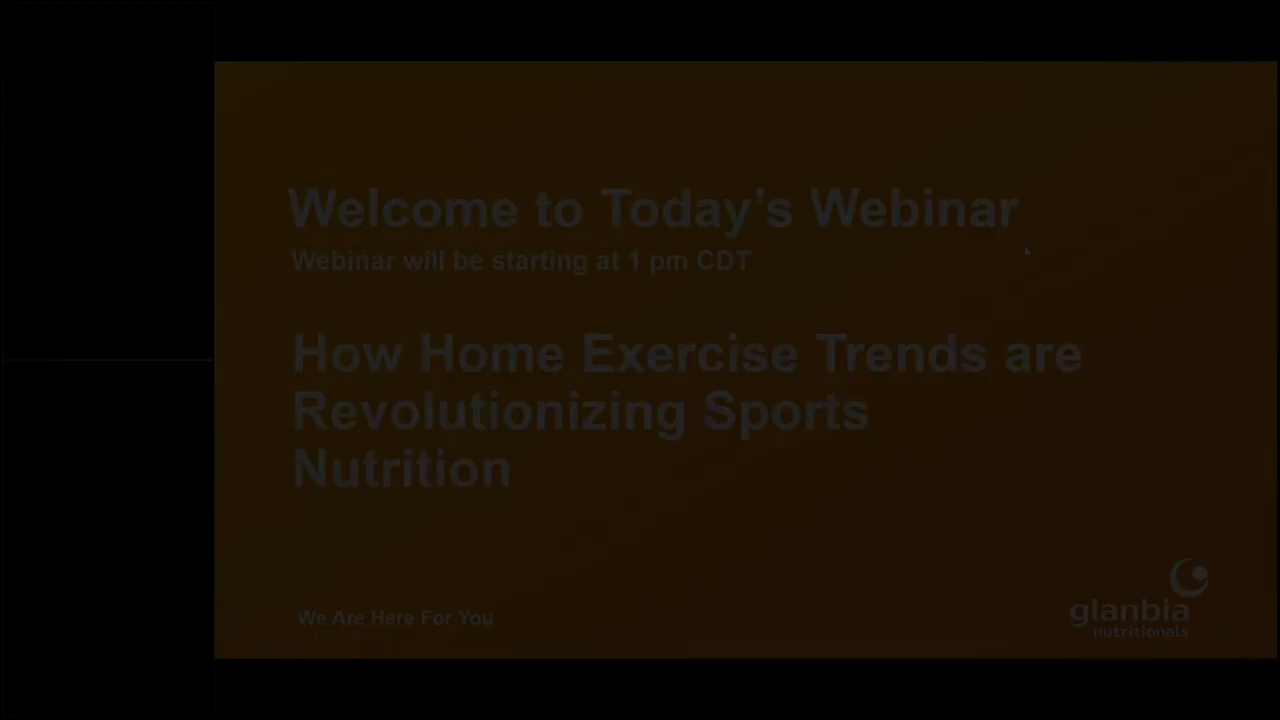 Welcome to Today’s Webinar
Webinar will be starting at 1 pm CDT
How Home Exercise Trends are
Revolutionizing Sports
Nutrition
We Are Here For You
glanbia
nutritionals